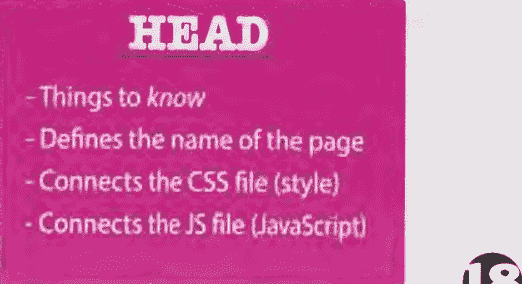 HEAD
- Things to know
- Defines the name of the page
- Connects the CSS file (style)
- Connects the JS file (JavaScript)
18